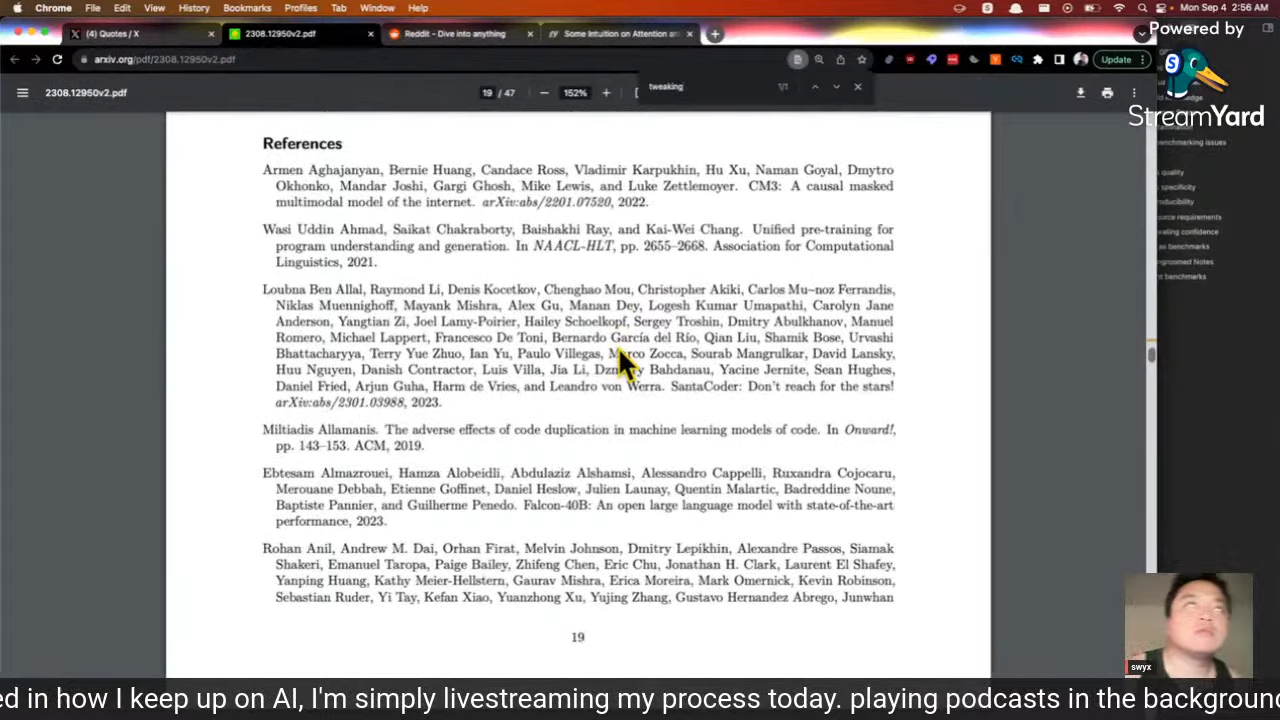 Chrome File Edit View History Bookmarks Profiles Tab Window Help Mon Sep 4 2:56 AM
(4) Quotes / X 2308.12950v2.pdf Reddit - Dive into anything Some Intuition on Attention an
arxiv.org/pdf/2308.12950v2.pdf Update
Powered by
StreamYard
2308.12950v2.pdf 19 / 47 152% tweaking 1/1
enchmarking issues
quality
specificity
ource requirements
as benchmarks
ngroomed Notes
t benchmarks
References
Armen Aghajanyan, Bernie Huang, Candace Ross, Vladimir Karpukhin, Hu Xu, Naman Goyal, Dmytro
Okhonko, Mandar Joshi, Gargi Ghosh, Mike Lewis, and Luke Zettlemoyer. CM3: A causal masked
multimodal model of the internet. arXiv:abs/2201.07520, 2022.
Wasi Uddin Ahmad, Saikat Chakraborty, Baishakhi Ray, and Kai-Wei Chang. Unified pre-training for
program understanding and generation. In NAACL-HLT, pp. 2655–2668. Association for Computational
Linguistics, 2021.
Loubna Ben Allal, Raymond Li, Denis Kocetkov, Chenghao Mou, Christopher Akiki, Carlos Mu~noz Ferrandis,
Niklas Muennighoff, Mayank Mishra, Alex Gu, Manan Dey, Logesh Kumar Umapathi, Carolyn Jane
Anderson, Yangtian Zi, Joel Lamy-Poirier, Hailey Schoelkopf, Sergey Troshin, Dmitry Abulkhanov, Manuel
Romero, Michael Lappert, Francesco De Toni, Bernardo García del Río, Qian Liu, Shamik Bose, Urvashi
Bhattacharyya, Terry Yue Zhuo, Ian Yu, Paulo Villegas, Marco Zocca, Sourab Mangrulkar, David Lansky,
Huu Nguyen, Danish Contractor, Luis Villa, Jia Li, Bahdanau, Yacine Jernite, Sean Hughes,
Daniel Fried, Arjun Guha, Harm de Vries, and Leandro von Werra. SantaCoder: Don't reach for the stars!
arXiv:abs/2301.03988, 2023.
Miltiadis Allamanis. The adverse effects of code duplication in machine learning models of code. In Onward!,
pp. 143–153. ACM, 2019.
Ebtesam Almazrouei, Hamza Alobeidli, Abdulaziz Alshamsi, Alessandro Cappelli, Ruxandra Cojocaru,
Merouane Debbah, Etienne Goffinet, Daniel Heslow, Julien Launay, Quentin Malartic, Badreddine Noune,
Baptiste Pannier, and Guilherme Penedo. Falcon-40B: An open large language model with state-of-the-art
performance, 2023.
Rohan Anil, Andrew M. Dai, Orhan Firat, Melvin Johnson, Dmitry Lepikhin, Alexandre Passos, Siamak
Shakeri, Emanuel Taropa, Paige Bailey, Zhifeng Chen, Eric Chu, Jonathan H. Clark, Laurent El Shafey,
Yanping Huang, Kathy Meier-Hellstern, Gaurav Mishra, Erica Moreira, Mark Omernick, Kevin Robinson,
Sebastian Ruder, Yi Tay, Kefan Xiao, Yuanzhong Xu, Yujing Zhang, Gustavo Hernandez Abrego, Junwhan
19
swyx
ed in how I keep up on AI, I'm simply livestreaming my process today. playing podcasts in the background